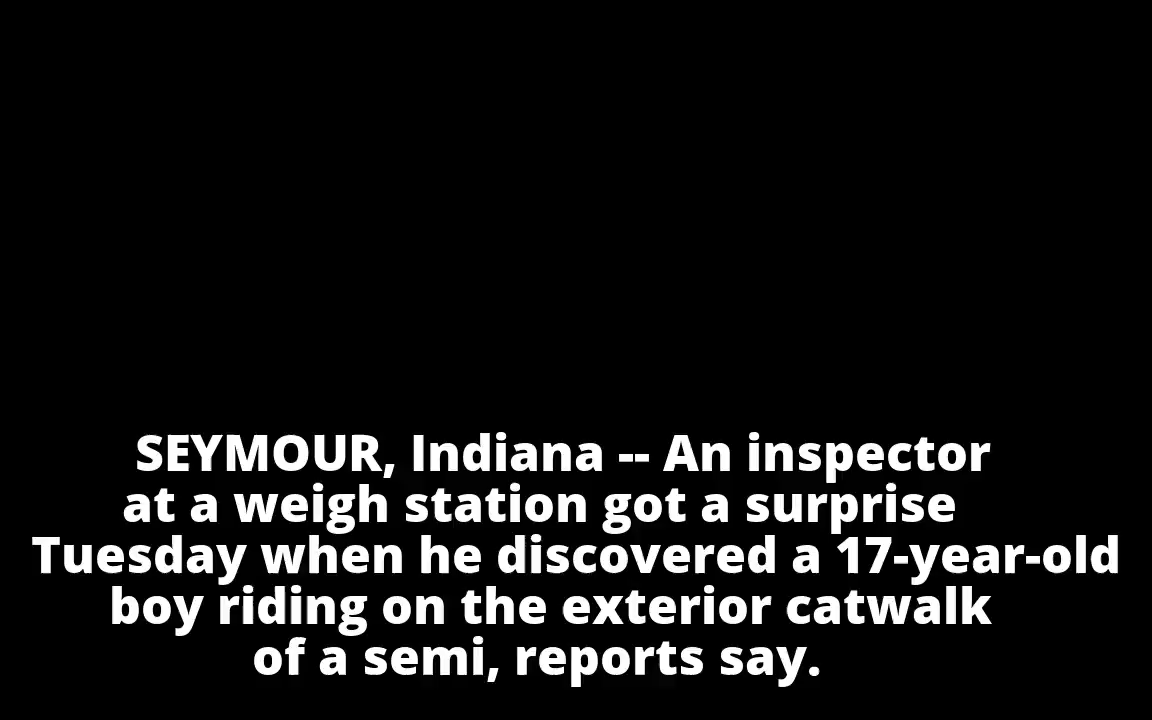 SEYMOUR, Indiana -- An inspector
at a weigh station got a surprise
Tuesday when he discovered a 17-year-old
boy riding on the exterior catwalk
of a semi, reports say.